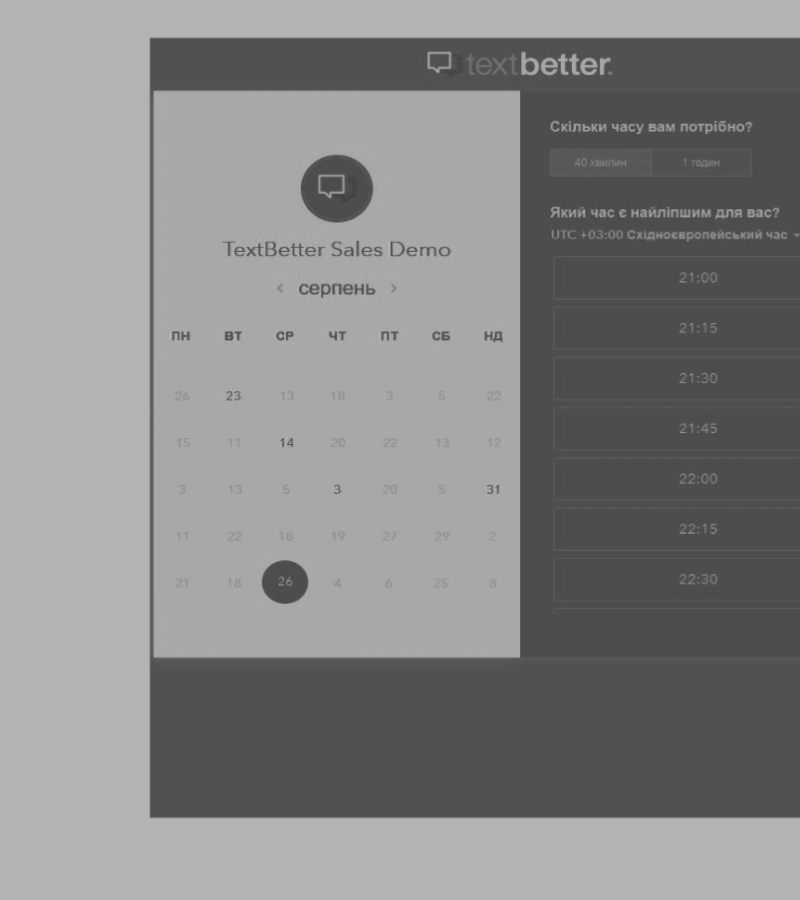 textbetter.
TextBetter Sales Demo
‹ серпень ›
ПН ВТ СР ЧТ ПТ СБ НД
26 23 13 18 3 5 22
15 11 14 20 22 13 12
3 13 5 3 20 5 31
11 22 18 19 27 29 2
21 18 26 4 6 25 8
Скільки часу вам потрібно?
40 хвилин 1 годин
Який час є найліпшим для вас?
UTC +03:00 Східноєвропейський час
21:00
21:15
21:30
21:45
22:00
22:15
22:30